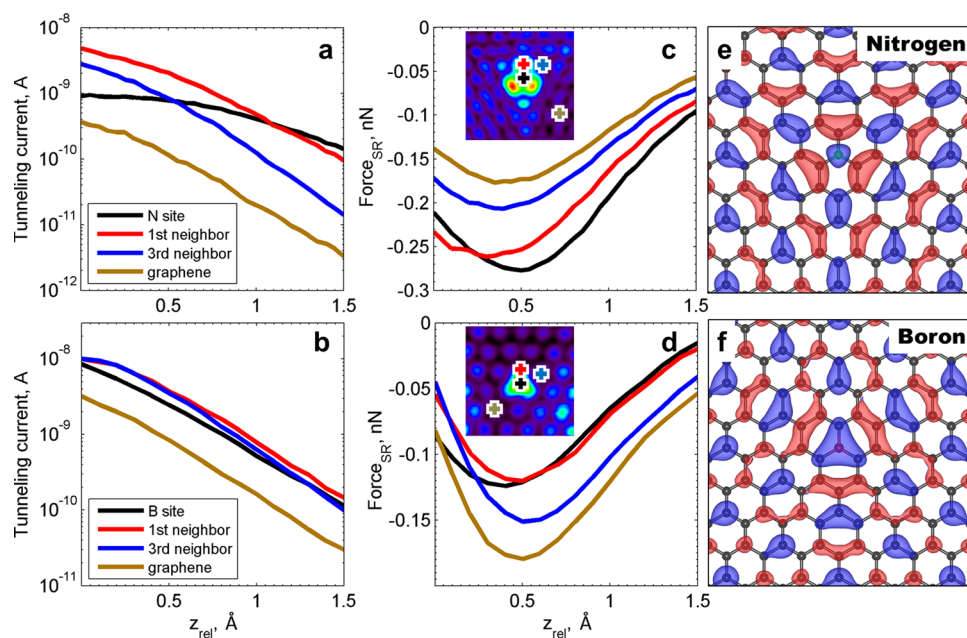 10⁻⁸
10⁻⁹
10⁻¹⁰
10⁻¹¹
10⁻¹²
Tunneling current, A
a
N site
1st neighbor
3rd neighbor
graphene
0.5
1
1.5
0
-0.05
-0.1
-0.15
-0.2
-0.25
-0.3
Force_SR, nN
c
0.5
1
1.5
e
Nitrogen
10⁻⁷
10⁻⁸
10⁻⁹
10⁻¹⁰
10⁻¹¹
Tunneling current, A
b
B site
1st neighbor
3rd neighbor
graphene
0.5
1
1.5
z_rel, Å
0
-0.05
-0.1
-0.15
Force_SR, nN
d
0.5
1
1.5
z_rel, Å
f
Boron